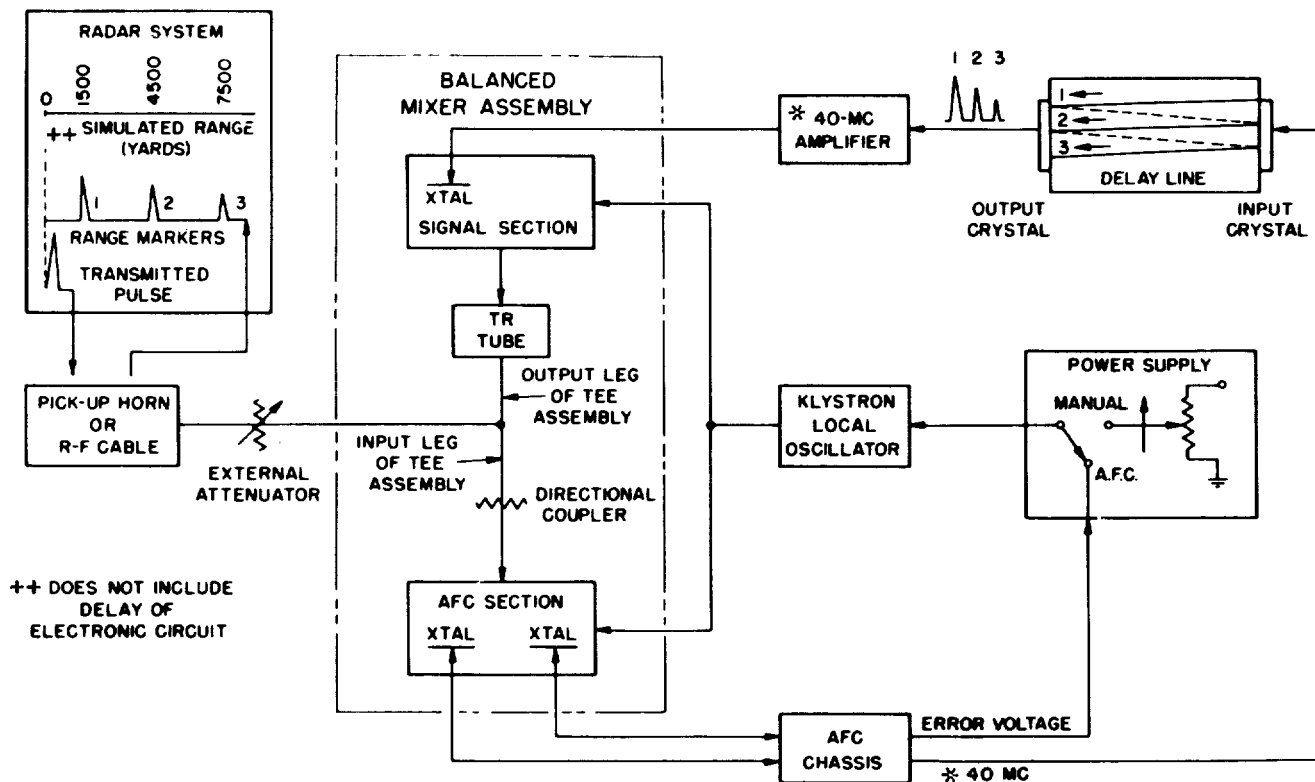 RADAR SYSTEM
0 1500 4500 7500
++ SIMULATED RANGE
(YARDS)
1 2 3
RANGE MARKERS
TRANSMITTED
PULSE
PICK-UP HORN
OR
R-F CABLE
EXTERNAL
ATTENUATOR
++ DOES NOT INCLUDE
DELAY OF
ELECTRONIC CIRCUIT
BALANCED
MIXER ASSEMBLY
XTAL
SIGNAL SECTION
TR
TUBE
OUTPUT LEG
OF TEE
ASSEMBLY
INPUT LEG
OF TEE
ASSEMBLY
DIRECTIONAL
COUPLER
AFC SECTION
XTAL XTAL
* 40-MC
AMPLIFIER
1 2 3
1
2
3
DELAY LINE
OUTPUT
CRYSTAL
INPUT
CRYSTAL
KLYSTRON
LOCAL
OSCILLATOR
POWER SUPPLY
MANUAL
A.F.C.
AFC
CHASSIS
ERROR VOLTAGE
* 40 MC